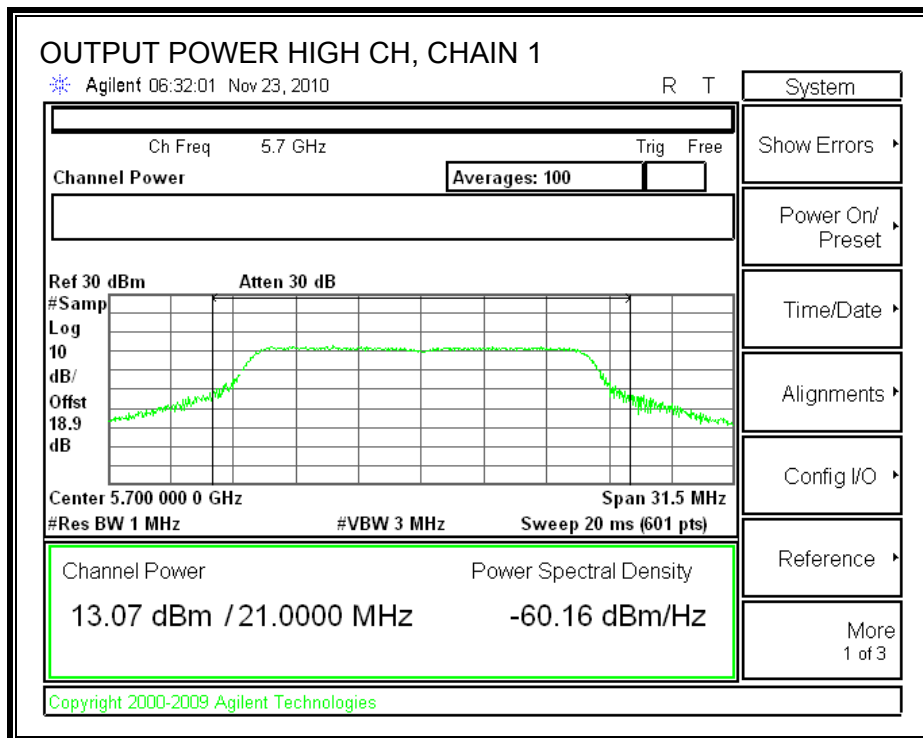 OUTPUT POWER HIGH CH, CHAIN 1
Agilent 06:32:01 Nov 23, 2010 R T
System
Ch Freq 5.7 GHz Trig Free
Show Errors
Channel Power Averages: 100
Power On/
Preset
Ref 30 dBm Atten 30 dB
#Samp
Log
10
dB/
Offst
18.9
dB
Time/Date
Alignments
Center 5.700 000 0 GHz Span 31.5 MHz
#Res BW 1 MHz #VBW 3 MHz Sweep 20 ms (601 pts)
Config I/O
Channel Power Power Spectral Density
13.07 dBm / 21.0000 MHz -60.16 dBm/Hz
Reference
More
1 of 3
Copyright 2000-2009 Agilent Technologies